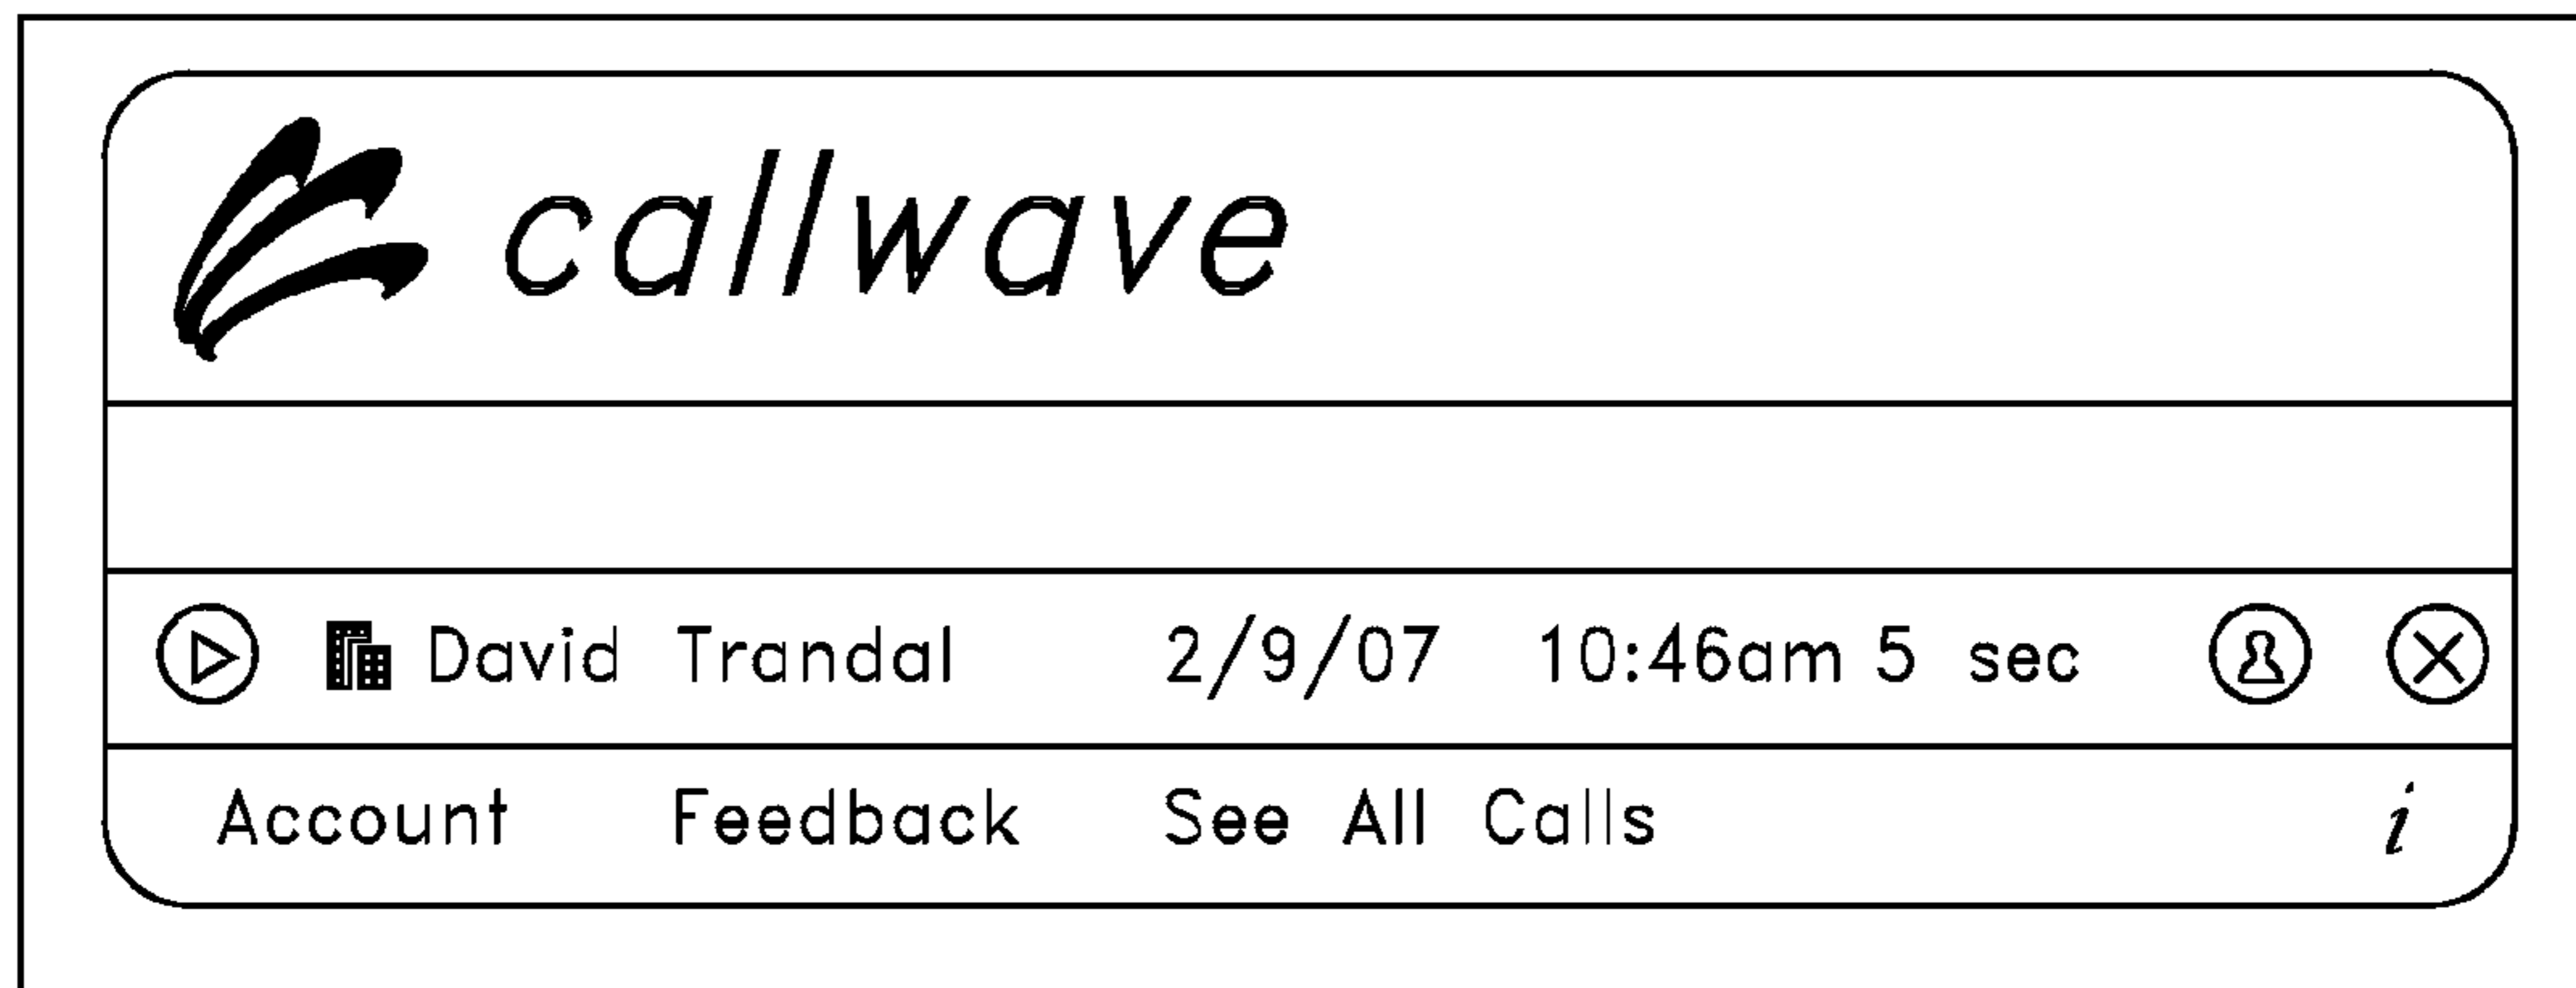 callwave
David Trandal 2/9/07 10:46am 5 sec
Account Feedback See All Calls i